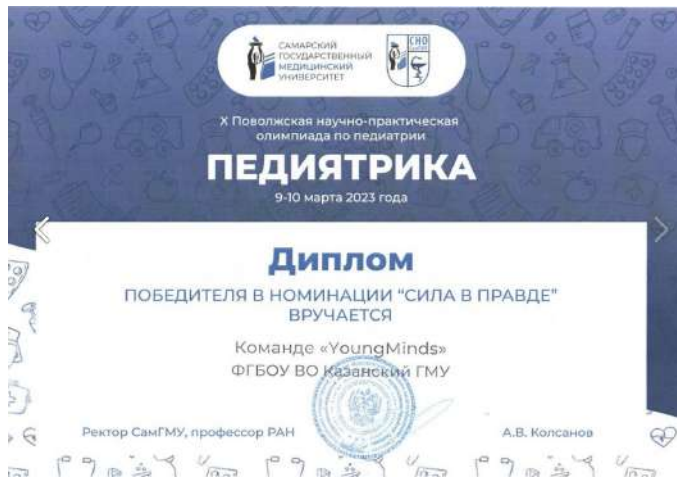 САМАРСКИЙ
ГОСУДАРСТВЕННЫЙ
МЕДИЦИНСКИЙ
УНИВЕРСИТЕТ
СНО
X Поволжская научно-практическая
олимпиада по педиатрии
ПЕДИЯТРИКА
9-10 марта 2023 года
Диплом
ПОБЕДИТЕЛЯ В НОМИНАЦИИ “СИЛА В ПРАВДЕ”
ВРУЧАЕТСЯ
Команде «YoungMinds»
ФГБОУ ВО Казанский ГМУ
Ректор СамГМУ, профессор РАН
А.В. Колсанов